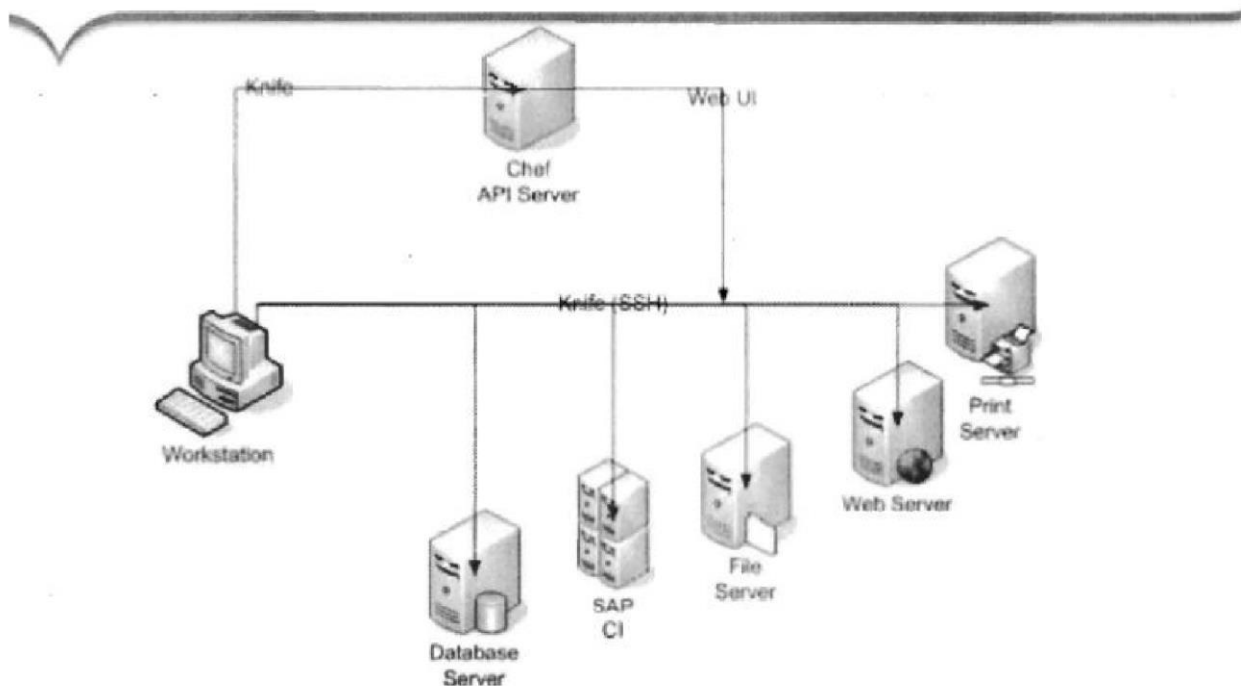 Knife
Web UI
Chef
API Server
Knife (SSH)
Print
Server
Workstation
Web Server
File
Server
SAP
CI
Database
Server